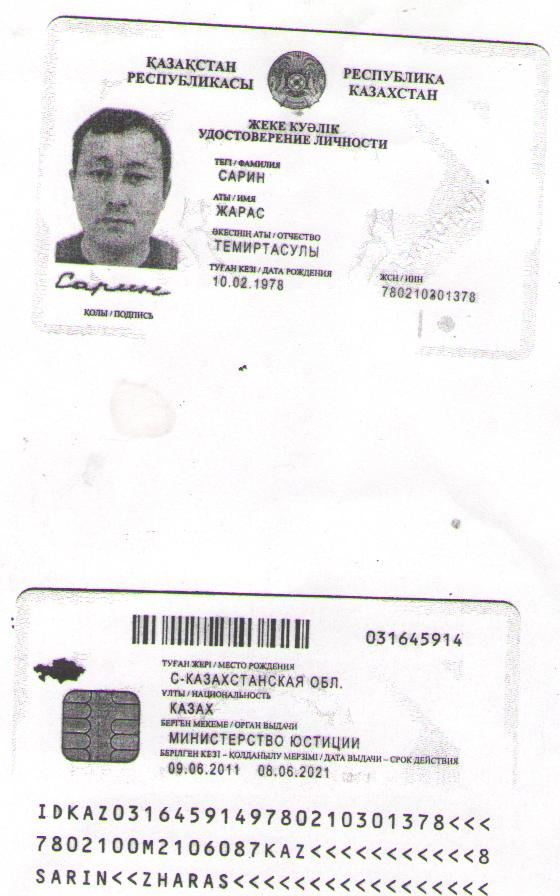 ҚАЗАҚСТАН
РЕСПУБЛИКАСЫ
РЕСПУБЛИКА
КАЗАХСТАН
ЖЕКЕ КУӘЛІК
УДОСТОВЕРЕНИЕ ЛИЧНОСТИ
ТЕГІ / ФАМИЛИЯ
САРИН
АТЫ / ИМЯ
ЖАРАС
ӘКЕСІНІҢ АТЫ / ОТЧЕСТВО
ТЕМИРТАСУЛЫ
ТУҒАН КЕЗІ / ДАТА РОЖДЕНИЯ
10.02.1978
ЖСН / ИИН
780210301378
Сарин
ҚОЛЫ / ПОДПИСЬ
031645914
ТУҒАН ЖЕРІ / МЕСТО РОЖДЕНИЯ
С-КАЗАХСТАНСКАЯ ОБЛ.
ҰЛТЫ / НАЦИОНАЛЬНОСТЬ
КАЗАХ
БЕРГЕН МЕКЕМЕ / ОРГАН ВЫДАЧИ
МИНИСТЕРСТВО ЮСТИЦИИ
БЕРІЛГЕН КЕЗІ – ҚОЛДАНЫЛУ МЕРЗІМІ / ДАТА ВЫДАЧИ – СРОК ДЕЙСТВИЯ
09.06.2011 08.06.2021
IDKAZ0316459149780210301378<<<
7802100M2106087KAZ<<<<<<<<<<<8
SARIN<<ZHARAS<<<<<<<<<<<<<<<<<